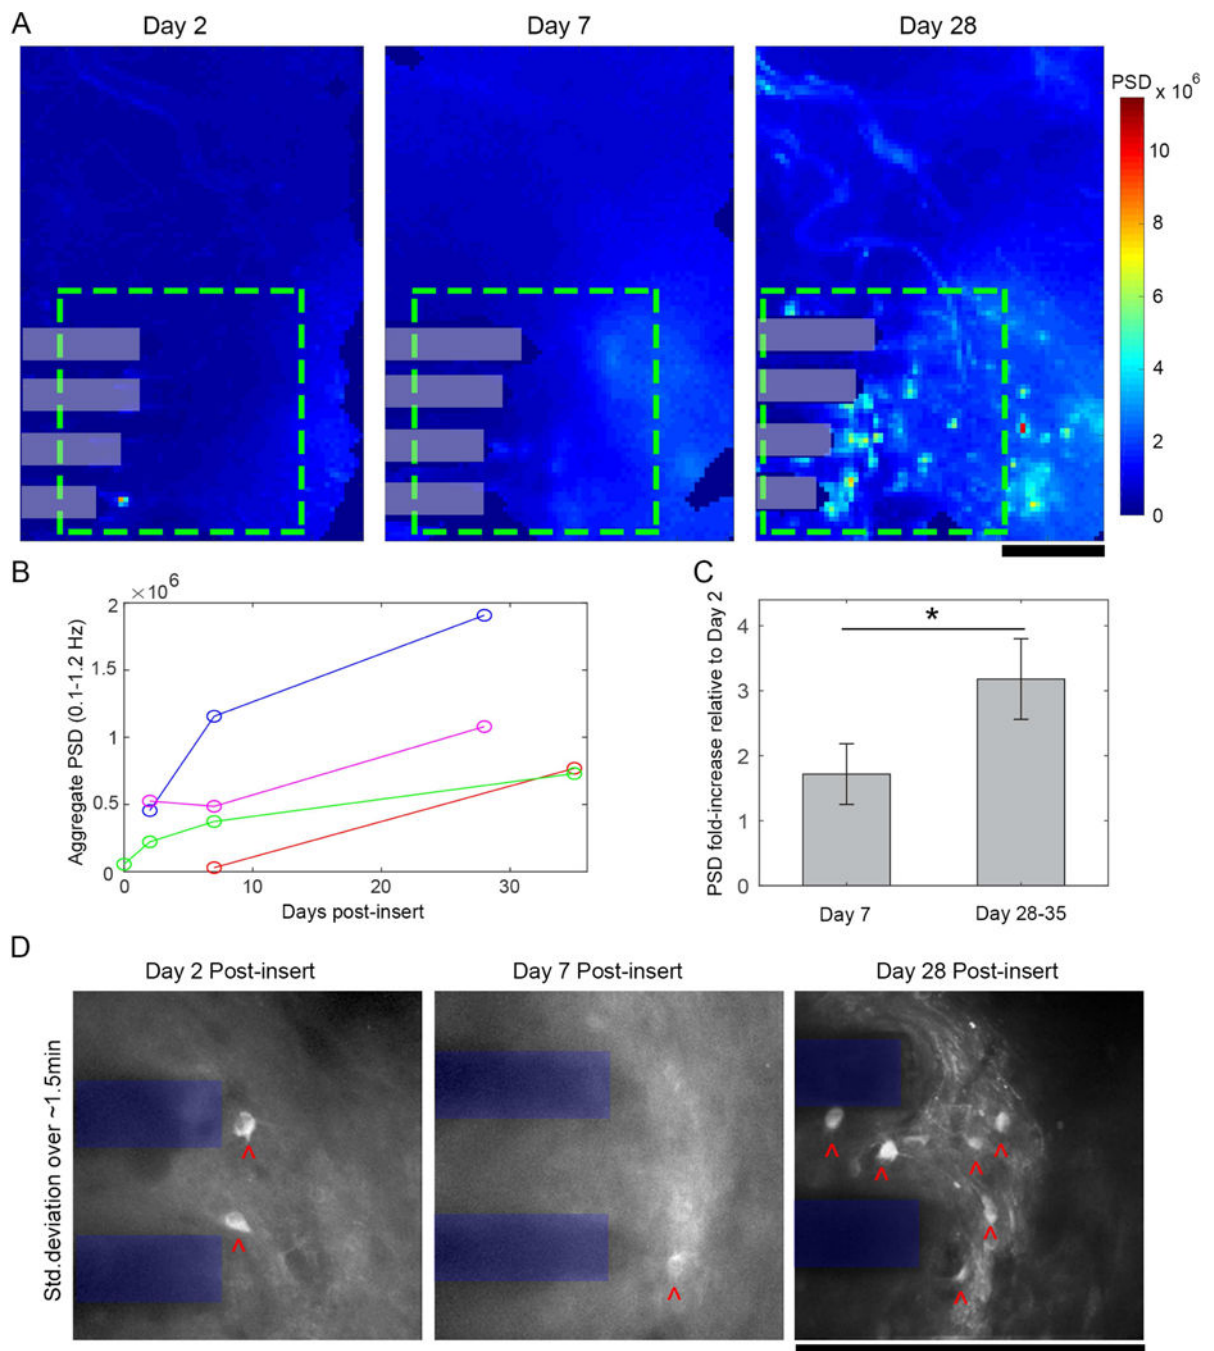 A
Day 2
Day 7
Day 28
PSD
x 10^6
10
8
6
4
2
0
B
×10^6
2
1.5
1
0.5
0
0
10
20
30
Aggregate PSD (0.1-1.2 Hz)
Days post-insert
C
PSD fold-increase relative to Day 2
4
3
2
1
0
*
Day 7
Day 28-35
D
Day 2 Post-insert
Day 7 Post-insert
Day 28 Post-insert
Std.deviation over ~1.5min
^
^
^
^
^
^
^
^
^